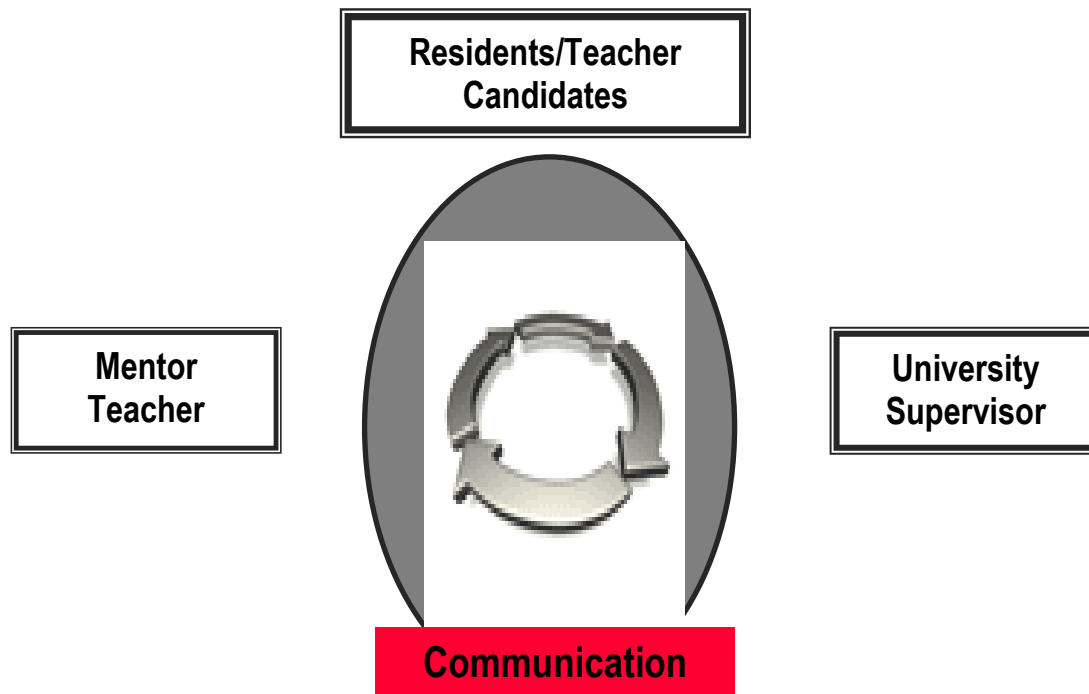 Residents/Teacher
Candidates
Mentor
Teacher
University
Supervisor
Communication